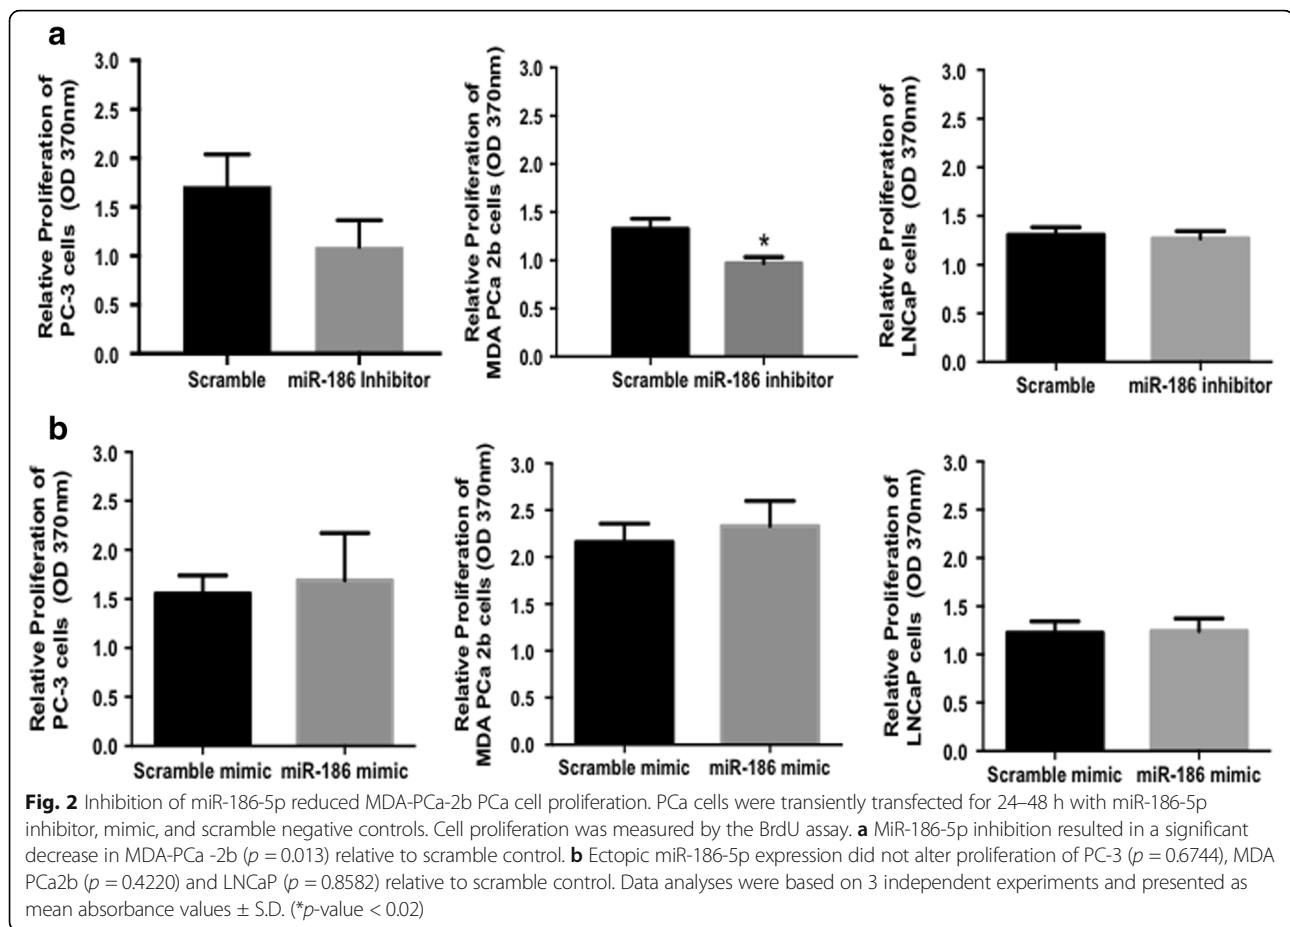 a
Relative Proliferation of
PC-3 cells (OD 370nm)
3.0
2.5
2.0
1.5
1.0
0.5
0.0
Scramble miR-186 Inhibitor
Relative Proliferation of
MDA PCa 2b cells (OD 370nm)
3.0
2.5
2.0
1.5
1.0
0.5
0.0
*
Scramble miR-186 inhibitor
Relative Proliferation of
LNCaP cells (OD 370nm)
3.0
2.5
2.0
1.5
1.0
0.5
0.0
Scramble miR-186 inhibitor
b
Relative Proliferation of
PC-3 cells (OD 370nm)
3.0
2.5
2.0
1.5
1.0
0.5
0.0
Scramble mimic miR-186 mimic
Relative Proliferation of
MDA PCa 2b cells (OD 370nm)
3.0
2.5
2.0
1.5
1.0
0.5
0.0
Scramble mimic miR-186 mimic
Relative Proliferation of
LNCaP cells (OD 370nm)
3.0
2.5
2.0
1.5
1.0
0.5
0.0
Scramble mimic miR-186 mimic
Fig. 2 Inhibition of miR-186-5p reduced MDA-PCa-2b PCa cell proliferation. PCa cells were transiently transfected for 24–48 h with miR-186-5p
inhibitor, mimic, and scramble negative controls. Cell proliferation was measured by the BrdU assay. a MiR-186-5p inhibition resulted in a significant
decrease in MDA-PCa -2b (p = 0.013) relative to scramble control. b Ectopic miR-186-5p expression did not alter proliferation of PC-3 (p = 0.6744), MDA
PCa2b (p = 0.4220) and LNCaP (p = 0.8582) relative to scramble control. Data analyses were based on 3 independent experiments and presented as
mean absorbance values ± S.D. (*p-value < 0.02)